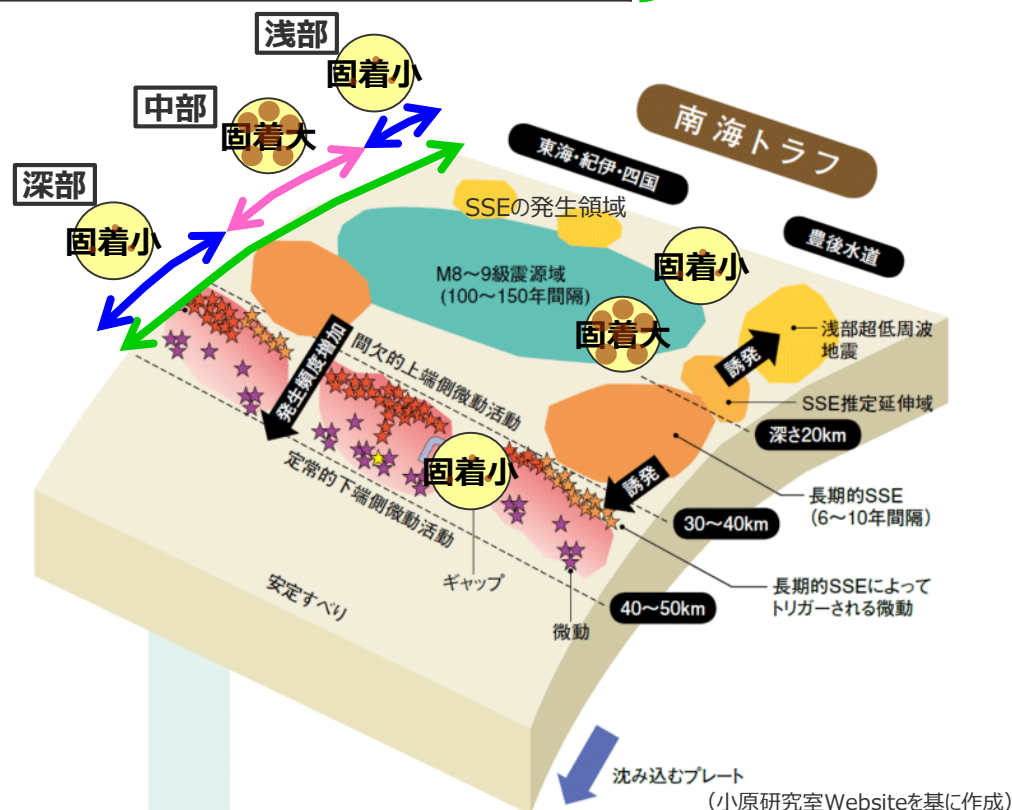 浅部
固着小
中部
固着大
深部
固着小
南海トラフ
東海・紀伊・四国
豊後水道
SSEの発生領域
固着小
M8～9級震源域
(100～150年間隔)
固着大
浅部超低周波
地震
誘発
SSE推定延伸域
深さ20km
発生頻度増加
間欠的上端側微動活動
定常的下端側微動活動
固着小
誘発
長期的SSE
(6～10年間隔)
30～40km
長期的SSEによって
トリガーされる微動
ギャップ
40～50km
微動
安定すべり
沈み込むプレート
(小原研究室Websiteを基に作成)